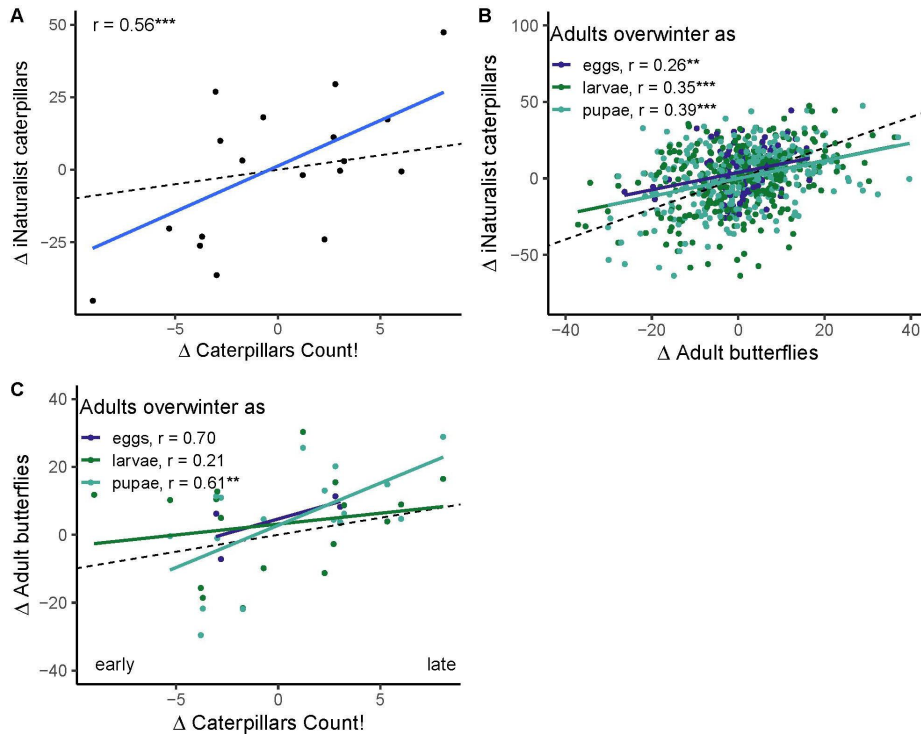 A
r = 0.56***
50
25
0
−25
−5
0
5
Δ iNaturalist caterpillars
Δ Caterpillars Count!
B
Adults overwinter as
eggs, r = 0.26**
larvae, r = 0.35***
pupae, r = 0.39***
100
50
0
−50
−40
−20
0
20
40
Δ iNaturalist caterpillars
Δ Adult butterflies
C
Adults overwinter as
eggs, r = 0.70
larvae, r = 0.21
pupae, r = 0.61**
40
20
0
−20
−40
early
late
−5
0
5
Δ Adult butterflies
Δ Caterpillars Count!